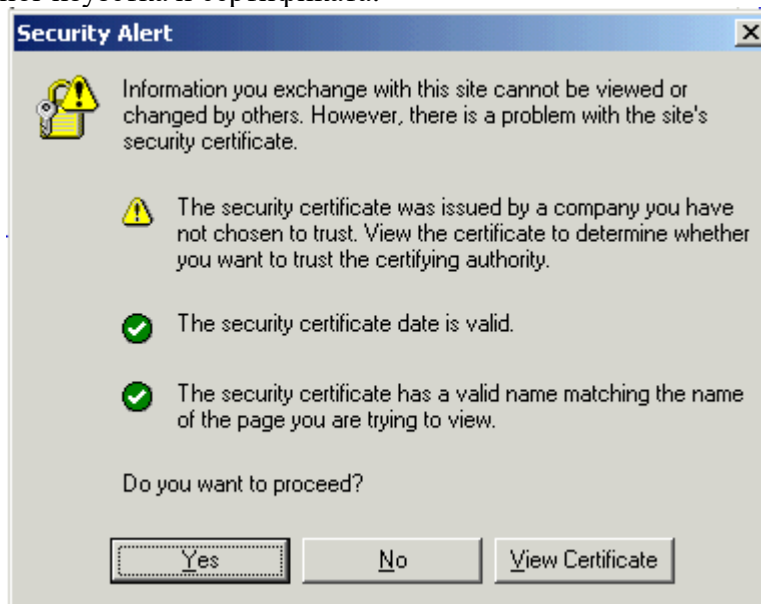 Security Alert
Information you exchange with this site cannot be viewed or
changed by others. However, there is a problem with the site's
security certificate.
The security certificate was issued by a company you have
not chosen to trust. View the certificate to determine whether
you want to trust the certifying authority.
The security certificate date is valid.
The security certificate has a valid name matching the name
of the page you are trying to view.
Do you want to proceed?
Yes No View Certificate